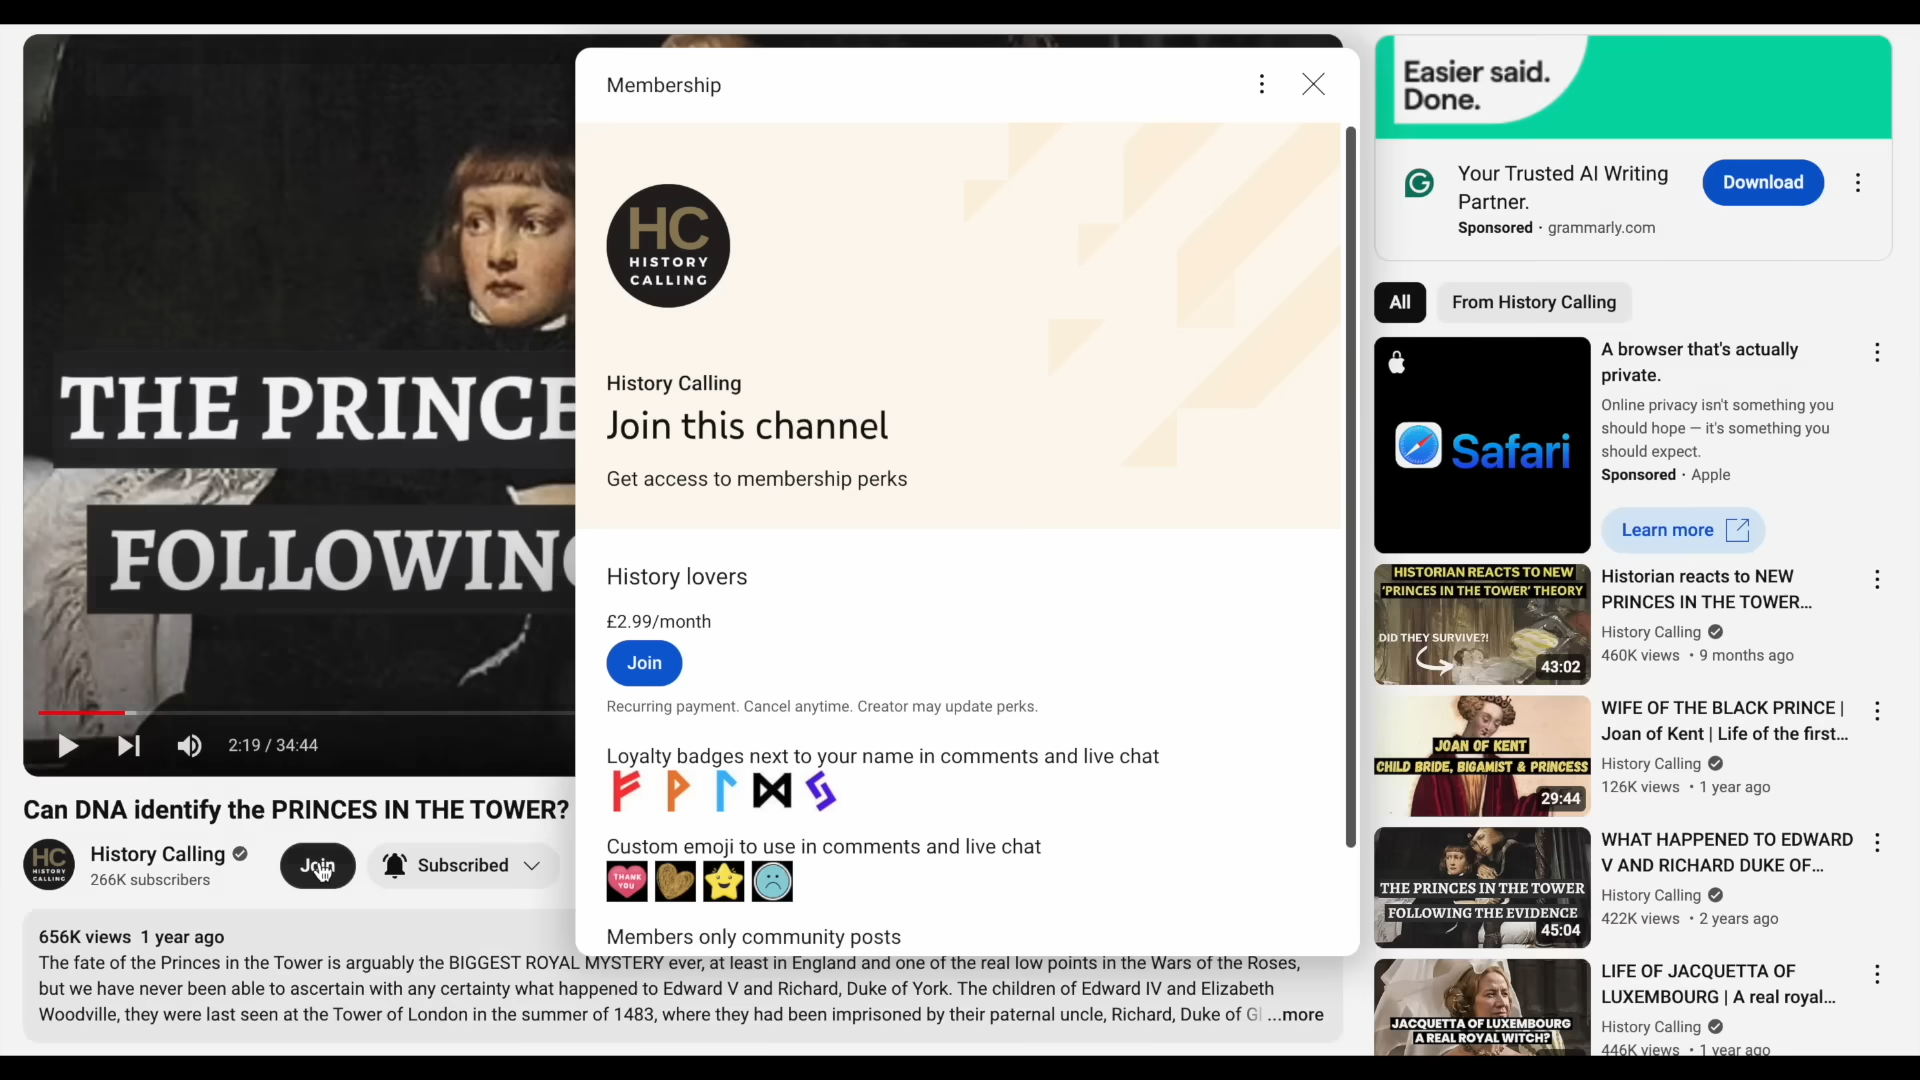 THE PRINCE
FOLLOWING
2:19 / 34:44
Can DNA identify the PRINCES IN THE TOWER?
HC
HISTORY
CALLING
History Calling
266K subscribers
Join
Subscribed
656K views 1 year ago
The fate of the Princes in the Tower is arguably the BIGGEST ROYAL MYSTERY ever, at least in England and one of the real low points in the Wars of the Roses,
but we have never been able to ascertain with any certainty what happened to Edward V and Richard, Duke of York. The children of Edward IV and Elizabeth
Woodville, they were last seen at the Tower of London in the summer of 1483, where they had been imprisoned by their paternal uncle, Richard, Duke of Gl ...more
Membership
HC
HISTORY
CALLING
History Calling
Join this channel
Get access to membership perks
History lovers
£2.99/month
Join
Recurring payment. Cancel anytime. Creator may update perks.
Loyalty badges next to your name in comments and live chat
Custom emoji to use in comments and live chat
THANK
YOU
Members only community posts
Easier said.
Done.
Your Trusted AI Writing
Partner.
Sponsored · grammarly.com
Download
All
From History Calling
Safari
A browser that's actually
private.
Online privacy isn't something you
should hope — it's something you
should expect.
Sponsored · Apple
Learn more
HISTORIAN REACTS TO NEW
'PRINCES IN THE TOWER' THEORY
DID THEY SURVIVE?!
43:02
Historian reacts to NEW
PRINCES IN THE TOWER...
History Calling
460K views • 9 months ago
JOAN OF KENT
CHILD BRIDE, BIGAMIST & PRINCESS
29:44
WIFE OF THE BLACK PRINCE |
Joan of Kent | Life of the first...
History Calling
126K views • 1 year ago
THE PRINCES IN THE TOWER
FOLLOWING THE EVIDENCE
45:04
WHAT HAPPENED TO EDWARD
V AND RICHARD DUKE OF...
History Calling
422K views • 2 years ago
JACQUETTA OF LUXEMBOURG
A REAL ROYAL WITCH?
LIFE OF JACQUETTA OF
LUXEMBOURG | A real royal...
History Calling
446K views • 1 year ago